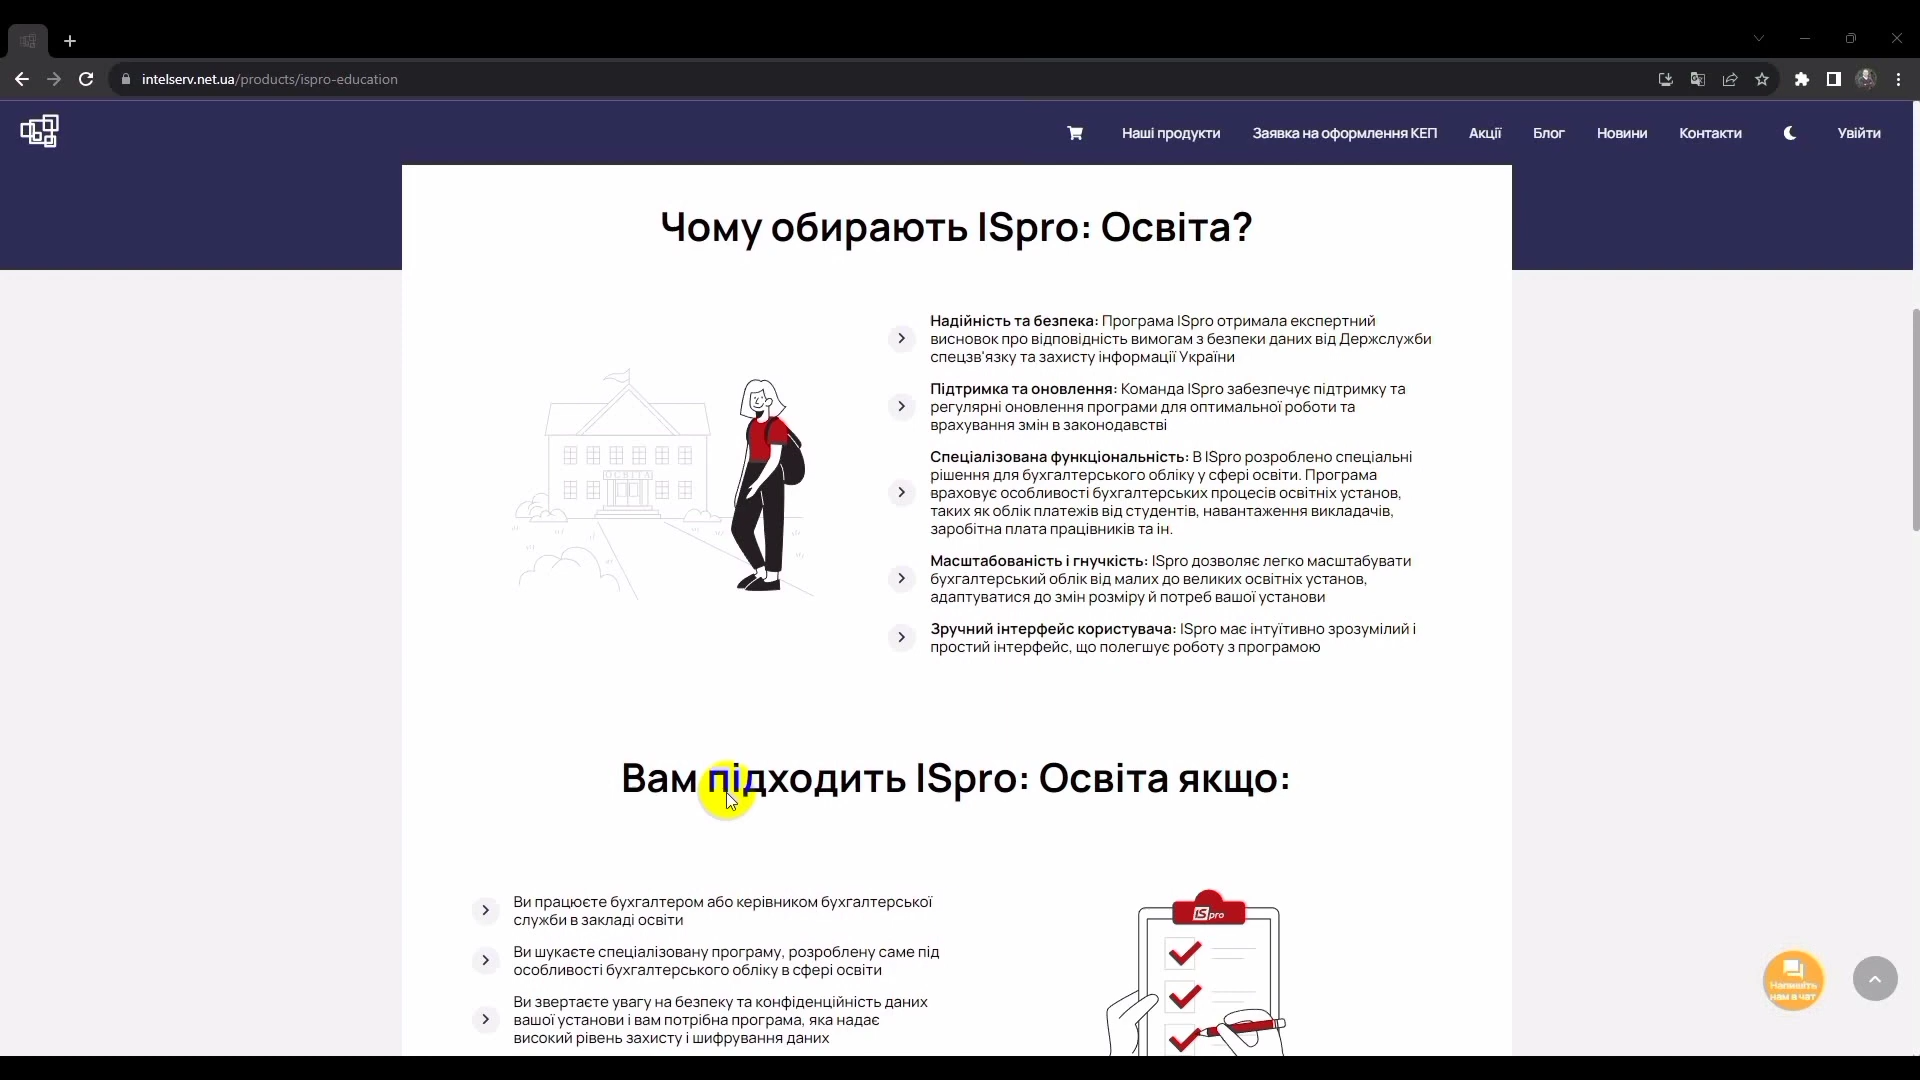 intelserv.net.ua/products/ispro-education
Наші продукти
Заявка на оформлення КЕП
Акції
Блог
Новини
Контакти
Увійти
Чому обирають ISpro: Освіта?
Надійність та безпека: Програма ISpro отримала експертний
висновок про відповідність вимогам з безпеки даних від Держслужби
спецзв'язку та захисту інформації України
Підтримка та оновлення: Команда ISpro забезпечує підтримку та
регулярні оновлення програми для оптимальної роботи та
врахування змін в законодавстві
Спеціалізована функціональність: В ISpro розроблено спеціальні
рішення для бухгалтерського обліку у сфері освіти. Програма
враховує особливості бухгалтерських процесів освітніх установ,
таких як облік платежів від студентів, навантаження викладачів,
заробітна плата працівників та ін.
Масштабованість і гнучкість: ISpro дозволяє легко масштабувати
бухгалтерський облік від малих до великих освітніх установ,
адаптуватися до змін розміру й потреб вашої установи
Зручний інтерфейс користувача: ISpro має інтуїтивно зрозумілий і
простий інтерфейс, що полегшує роботу з програмою
ОСВІТА
Вам підходить ISpro: Освіта якщо:
Ви працюєте бухгалтером або керівником бухгалтерської
служби в закладі освіти
Ви шукаєте спеціалізовану програму, розроблену саме під
особливості бухгалтерського обліку в сфері освіти
Ви звертаєте увагу на безпеку та конфіденційність даних
вашої установи і вам потрібна програма, яка надає
високий рівень захисту і шифрування даних
ISpro
Напишіть
нам в чат